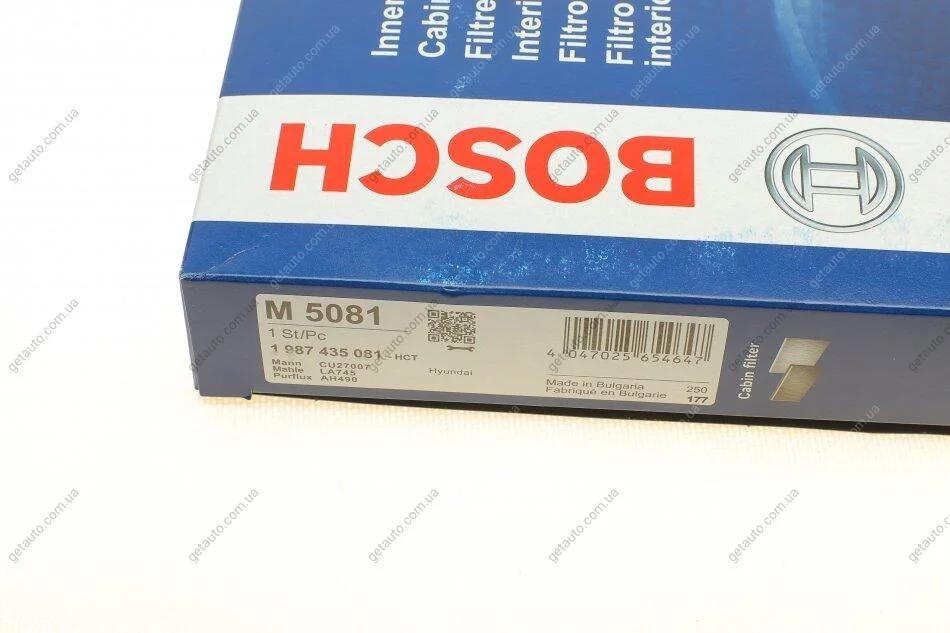 Inner
Cabin
Filtre
Interi
Filtro
Filtro
interio
BOSCH
M 5081
1 St/Pc
1 987 435 081 HCT
Mann CU27007
Mahle LA745
Purflux AH490
Hyundai
4 047025 654647
Made in Bulgaria 250
Fabriqué en Bulgarie 177
Cabin filter
getauto.com.ua